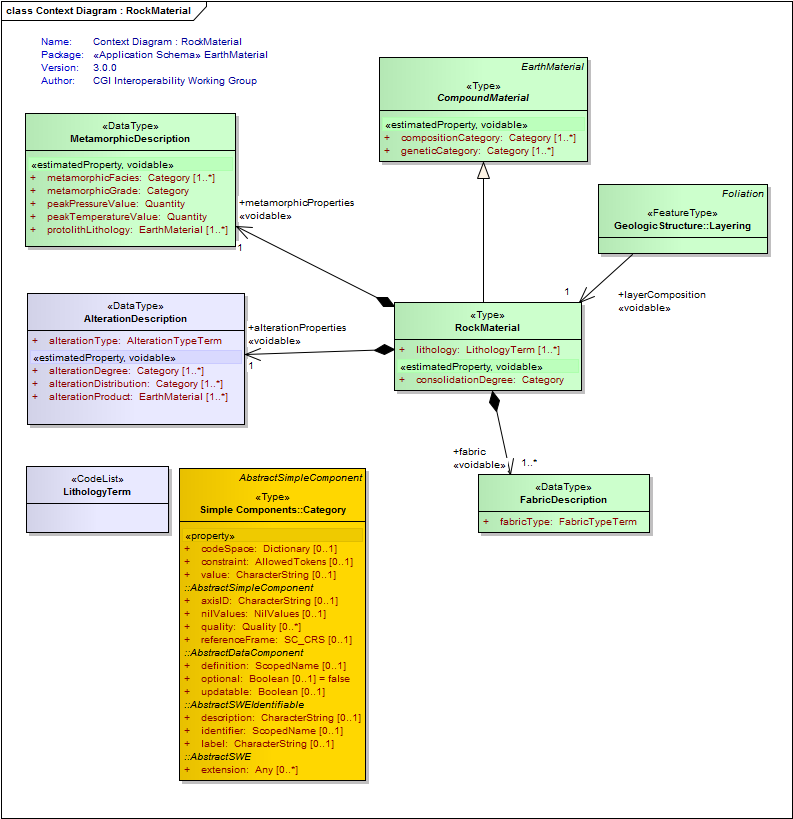 class Context Diagram : RockMaterial
Name: Context Diagram : RockMaterial
Package: «Application Schema» EarthMaterial
Version: 3.0.0
Author: CGI Interoperability Working Group
EarthMaterial
«Type»
CompoundMaterial
«estimatedProperty, voidable»
+ compositionCategory: Category [1..*]
+ geneticCategory: Category [1..*]
«DataType»
MetamorphicDescription
«estimatedProperty, voidable»
+ metamorphicFacies: Category [1..*]
+ metamorphicGrade: Category
+ peakPressureValue: Quantity
+ peakTemperatureValue: Quantity
+ protolithLithology: EarthMaterial [1..*]
+metamorphicProperties
«voidable»
1
Foliation
«FeatureType»
GeologicStructure::Layering
1
+layerComposition
«voidable»
«DataType»
AlterationDescription
+ alterationType: AlterationTypeTerm
«estimatedProperty, voidable»
+ alterationDegree: Category [1..*]
+ alterationDistribution: Category [1..*]
+ alterationProduct: EarthMaterial [1..*]
+alterationProperties
«voidable»
1
«Type»
RockMaterial
+ lithology: LithologyTerm [1..*]
«estimatedProperty, voidable»
+ consolidationDegree: Category
+fabric
«voidable»
1..*
«DataType»
FabricDescription
+ fabricType: FabricTypeTerm
«CodeList»
LithologyTerm
AbstractSimpleComponent
«Type»
Simple Components::Category
«property»
+ codeSpace: Dictionary [0..1]
+ constraint: AllowedTokens [0..1]
+ value: CharacterString [0..1]
::AbstractSimpleComponent
+ axisID: CharacterString [0..1]
+ nilValues: NilValues [0..1]
+ quality: Quality [0..*]
+ referenceFrame: SC_CRS [0..1]
::AbstractDataComponent
+ definition: ScopedName [0..1]
+ optional: Boolean [0..1] = false
+ updatable: Boolean [0..1]
::AbstractSWEIdentifiable
+ description: CharacterString [0..1]
+ identifier: ScopedName [0..1]
+ label: CharacterString [0..1]
::AbstractSWE
+ extension: Any [0..*]